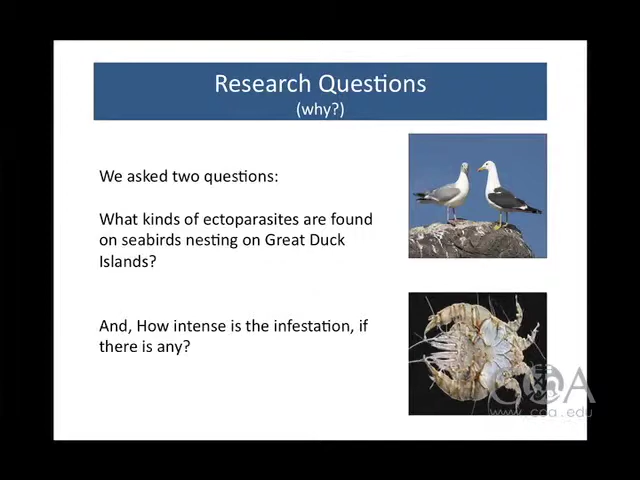 Research Questions
(why?)
We asked two questions:
What kinds of ectoparasites are found
on seabirds nesting on Great Duck
Islands?
And, How intense is the infestation, if
there is any?
COA
www.coa.edu